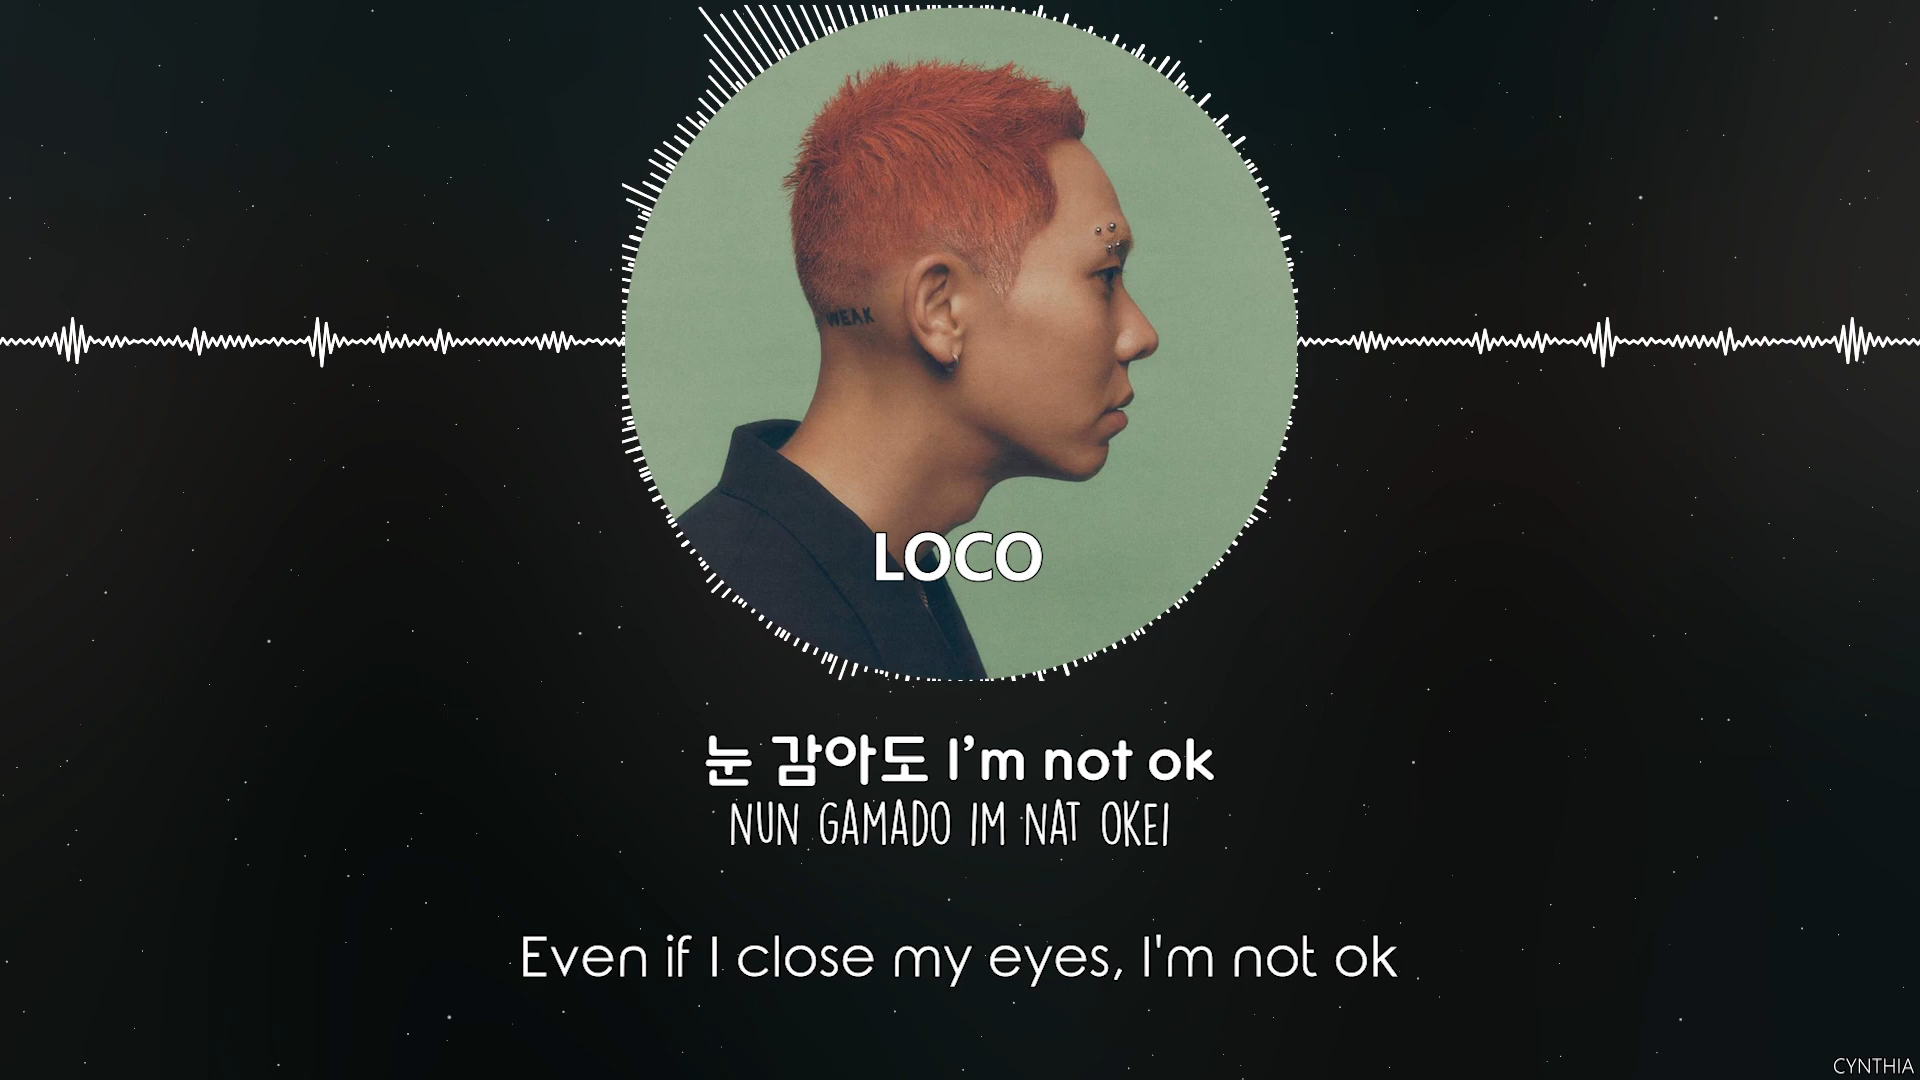 WEAK
LOCO
눈 감아도 I’m not ok
NUN GAMADO IM NAT OKEI
Even if I close my eyes, I'm not ok
CYNTHIA